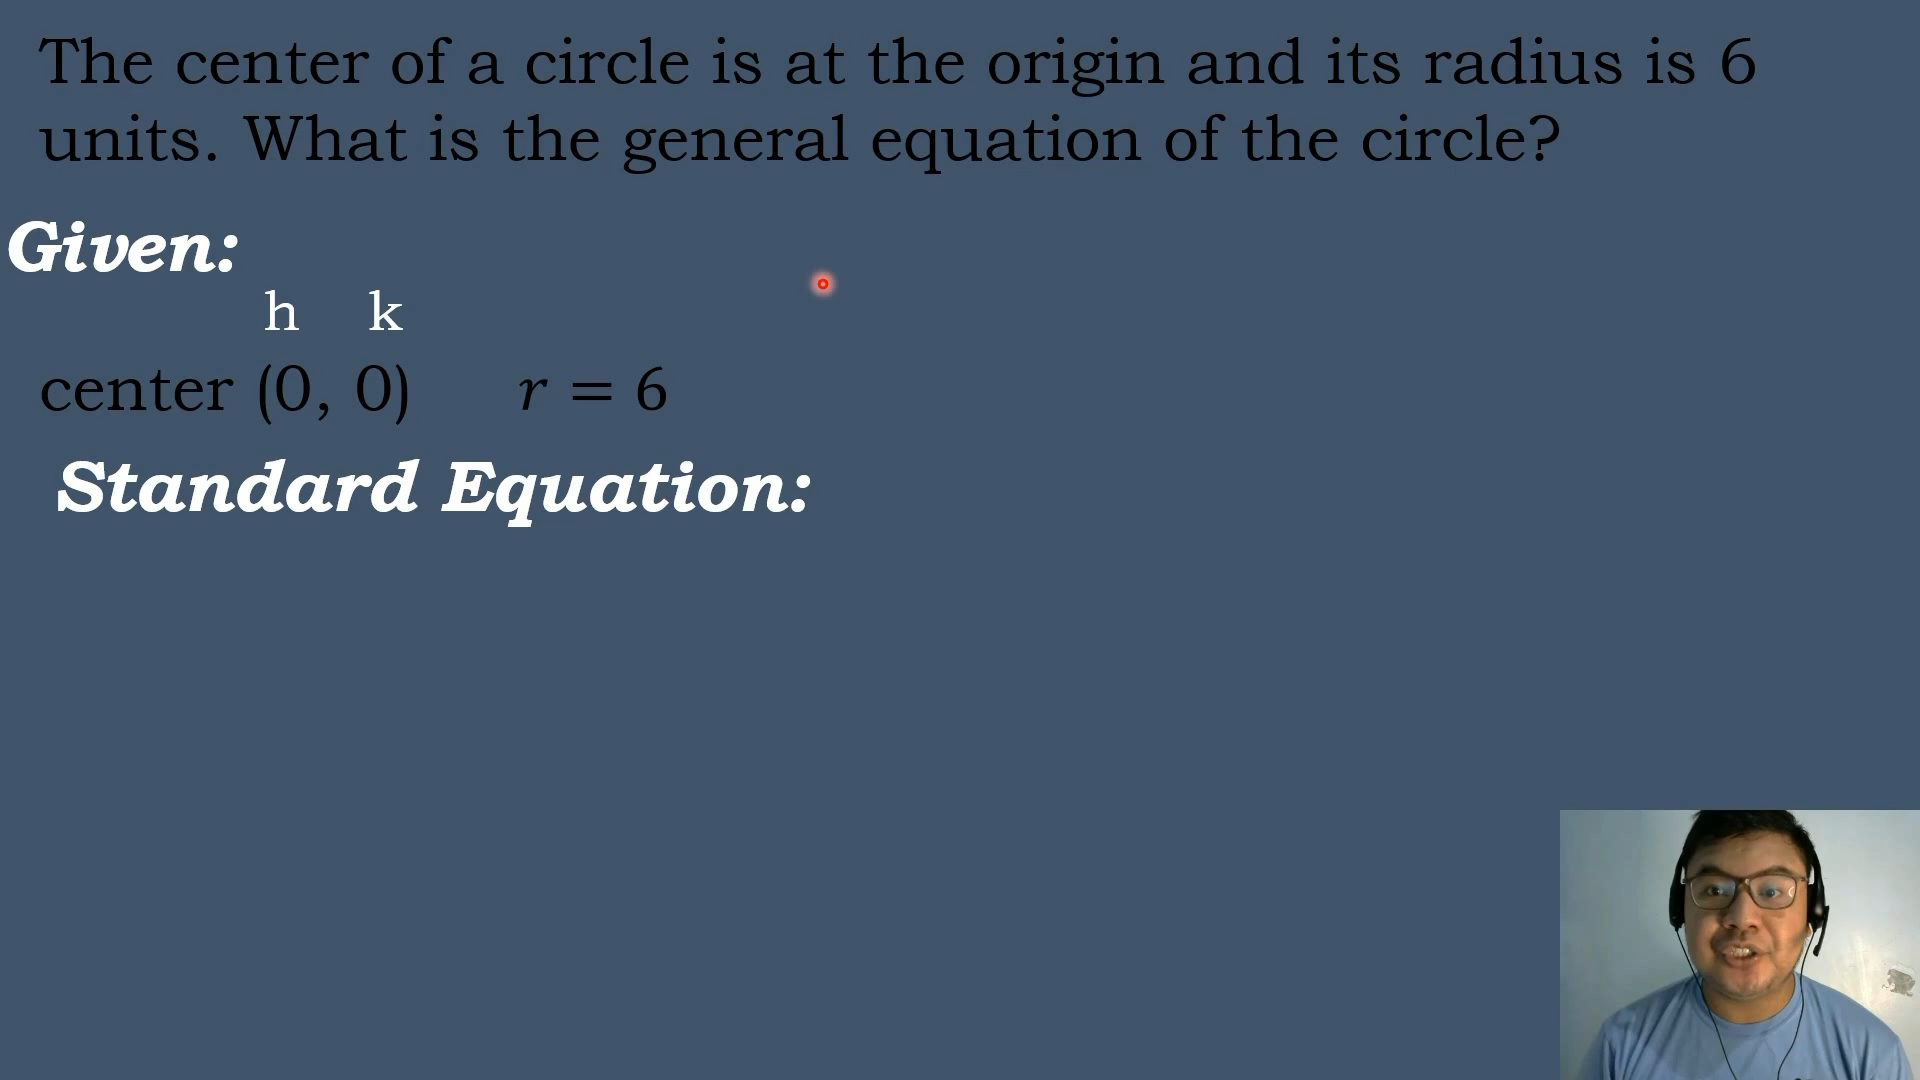 The center of a circle is at the origin and its radius is 6
units. What is the general equation of the circle?
Given:
h k
center (0, 0) r = 6
Standard Equation: